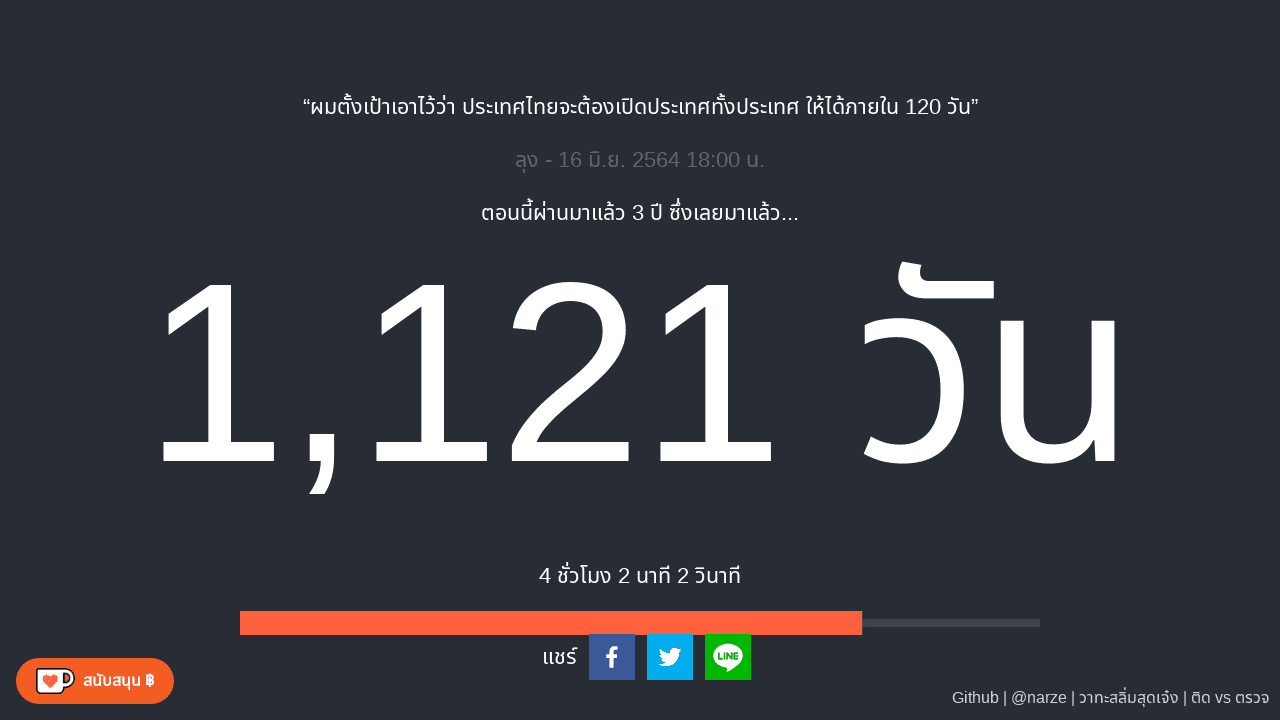 “ผมตั้งเป้าเอาไว้ว่า ประเทศไทยจะต้องเปิดประเทศทั้งประเทศ ให้ได้ภายใน 120 วัน”
ลุง - 16 มิ.ย. 2564 18:00 น.
ตอนนี้ผ่านมาแล้ว 3 ปี ซึ่งเลยมาแล้ว...
1,121 วัน
4 ชั่วโมง 2 นาที 2 วินาที
แชร์
LINE
สนับสนุน ฿
Github | @narze | วาทะสลิ่มสุดเจ๋ง | ติด vs ตรวจ